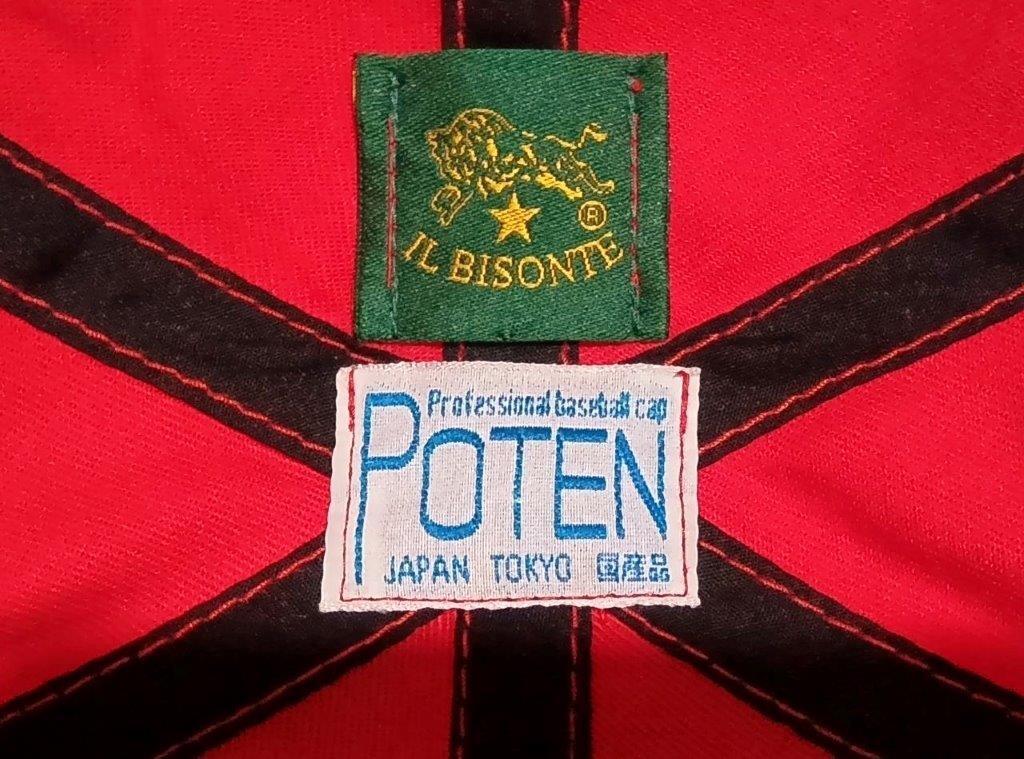 ®
IL BISONTE
Professional baseball cap
POTEN
JAPAN TOKYO 国産品